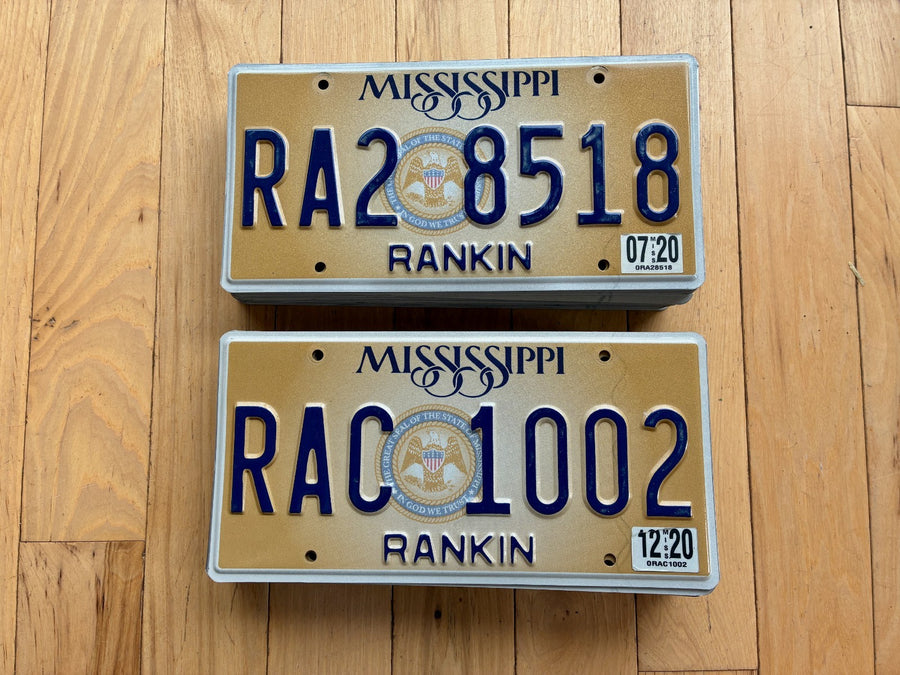 MISSISSIPPI
RA2 8518
THE GREAT SEAL OF THE STATE OF MISSISSIPPI
IN GOD WE TRUST
RANKIN
07 MISS 20
0RA28518
MISSISSIPPI
RAC 1002
THE GREAT SEAL OF THE STATE OF MISSISSIPPI
IN GOD WE TRUST
RANKIN
12 MISS 20
0RAC1002